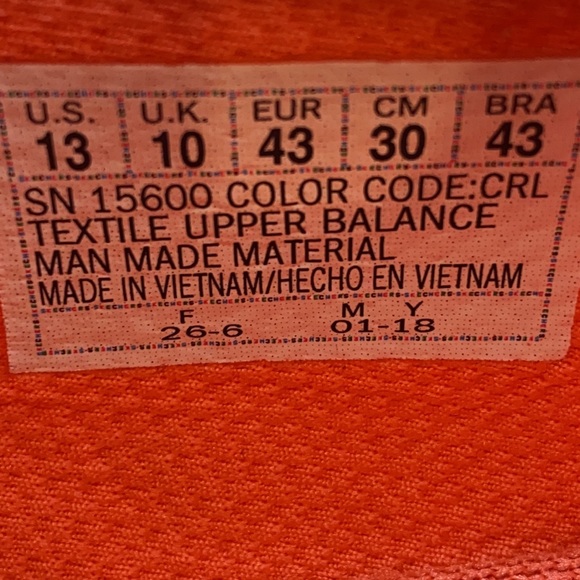 U.S. U.K. EUR CM BRA
13 10 43 30 43
SN 15600 COLOR CODE:CRL
TEXTILE UPPER BALANCE
MAN MADE MATERIAL
MADE IN VIETNAM/HECHO EN VIETNAM
F M Y
26-6 01-18